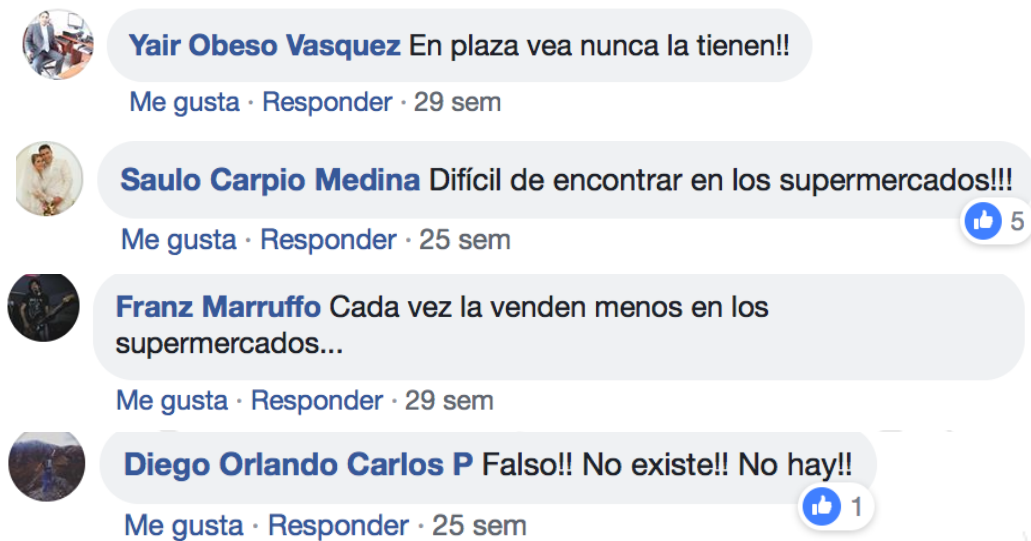 Yair Obeso Vasquez En plaza vea nunca la tienen!!
Me gusta · Responder · 29 sem
Saulo Carpio Medina Difícil de encontrar en los supermercados!!!
5
Me gusta · Responder · 25 sem
Franz Marruffo Cada vez la venden menos en los
supermercados...
Me gusta · Responder · 29 sem
Diego Orlando Carlos P Falso!! No existe!! No hay!!
1
Me gusta · Responder · 25 sem